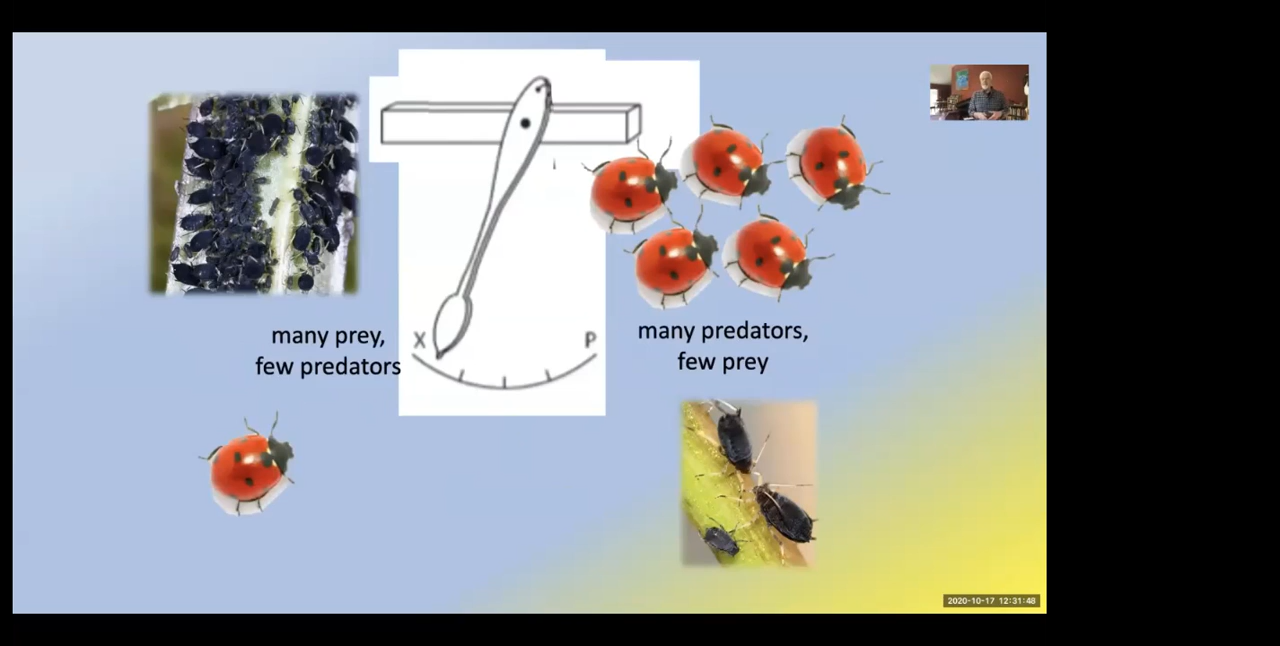 many prey,
few predators
X
P
many predators,
few prey
2020-10-17 12:31:48